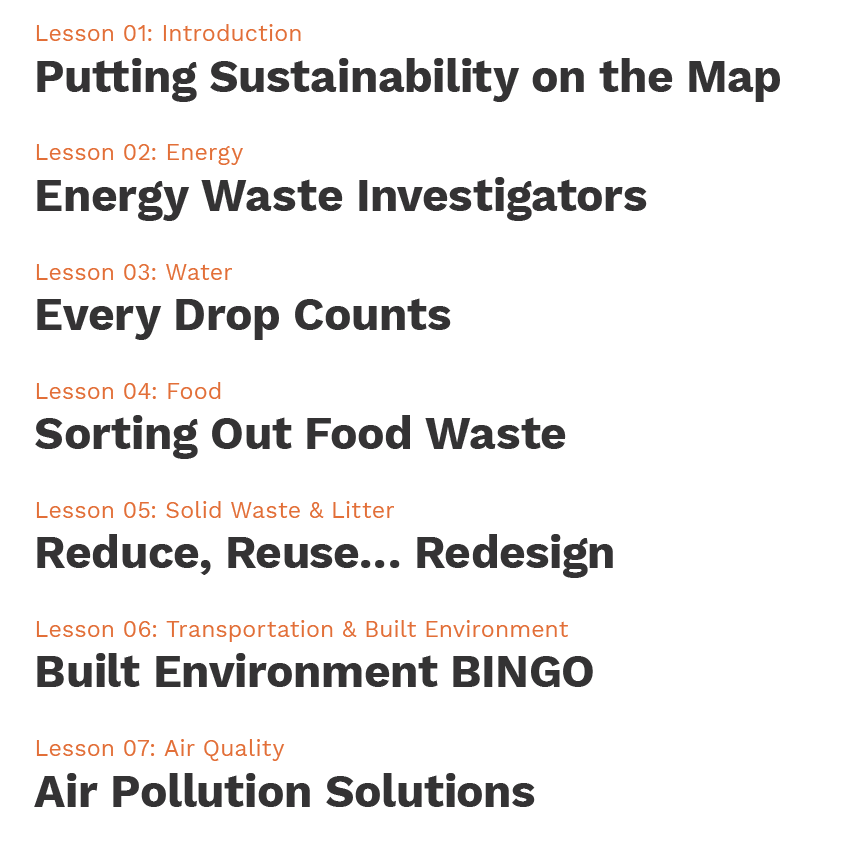 Lesson 01: Introduction
Putting Sustainability on the Map
Lesson 02: Energy
Energy Waste Investigators
Lesson 03: Water
Every Drop Counts
Lesson 04: Food
Sorting Out Food Waste
Lesson 05: Solid Waste & Litter
Reduce, Reuse... Redesign
Lesson 06: Transportation & Built Environment
Built Environment BINGO
Lesson 07: Air Quality
Air Pollution Solutions